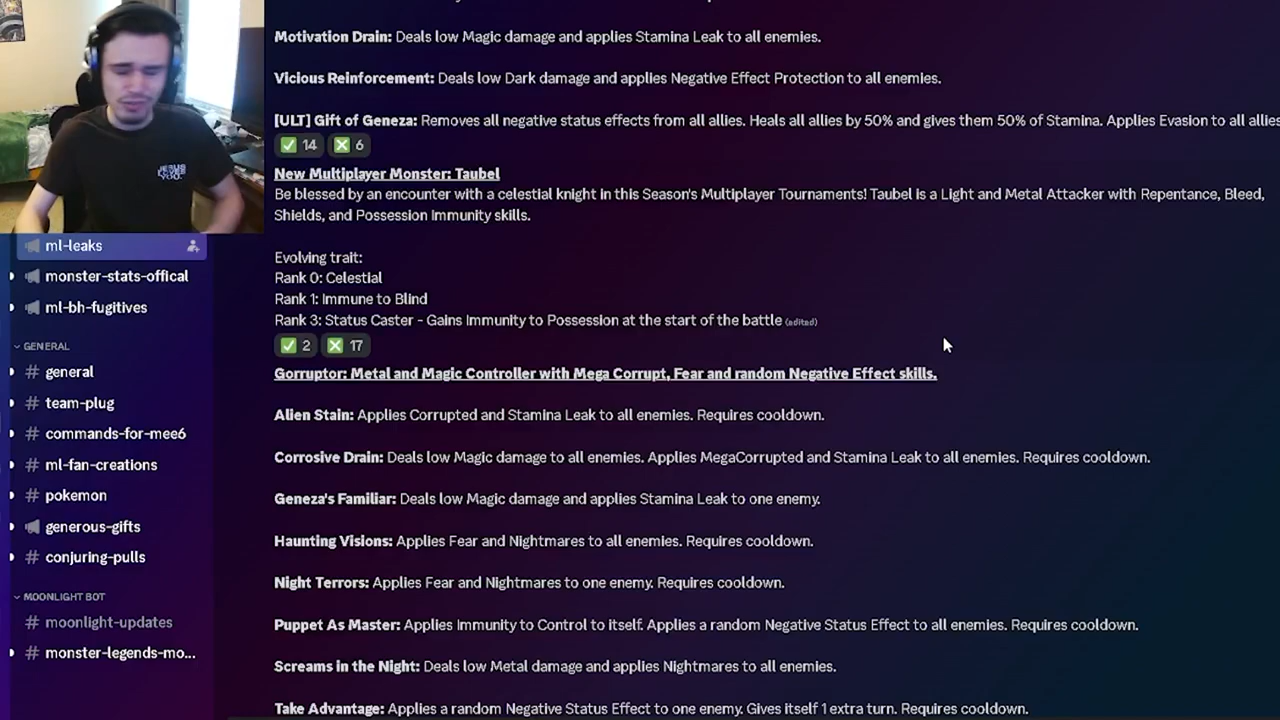 Motivation Drain: Deals low Magic damage and applies Stamina Leak to all enemies.
Vicious Reinforcement: Deals low Dark damage and applies Negative Effect Protection to all enemies.
[ULT] Gift of Geneza: Removes all negative status effects from all allies. Heals all allies by 50% and gives them 50% of Stamina. Applies Evasion to all allies
14 6
New Multiplayer Monster: Taubel
Be blessed by an encounter with a celestial knight in this Season's Multiplayer Tournaments! Taubel is a Light and Metal Attacker with Repentance, Bleed,
Shields, and Possession Immunity skills.
Evolving trait:
Rank 0: Celestial
Rank 1: Immune to Blind
Rank 3: Status Caster - Gains Immunity to Possession at the start of the battle (edited)
2 17
Gorruptor: Metal and Magic Controller with Mega Corrupt, Fear and random Negative Effect skills.
Alien Stain: Applies Corrupted and Stamina Leak to all enemies. Requires cooldown.
Corrosive Drain: Deals low Magic damage to all enemies. Applies MegaCorrupted and Stamina Leak to all enemies. Requires cooldown.
Geneza's Familiar: Deals low Magic damage and applies Stamina Leak to one enemy.
Haunting Visions: Applies Fear and Nightmares to all enemies. Requires cooldown.
Night Terrors: Applies Fear and Nightmares to one enemy. Requires cooldown.
Puppet As Master: Applies Immunity to Control to itself. Applies a random Negative Status Effect to all enemies. Requires cooldown.
Screams in the Night: Deals low Metal damage and applies Nightmares to all enemies.
Take Advantage: Applies a random Negative Status Effect to one enemy. Gives itself 1 extra turn. Requires cooldown.
JESUS
LOVES
YOU.
ml-leaks
monster-stats-offical
ml-bh-fugitives
GENERAL
general
team-plug
commands-for-mee6
ml-fan-creations
pokemon
generous-gifts
conjuring-pulls
MOONLIGHT BOT
moonlight-updates
monster-legends-mo...